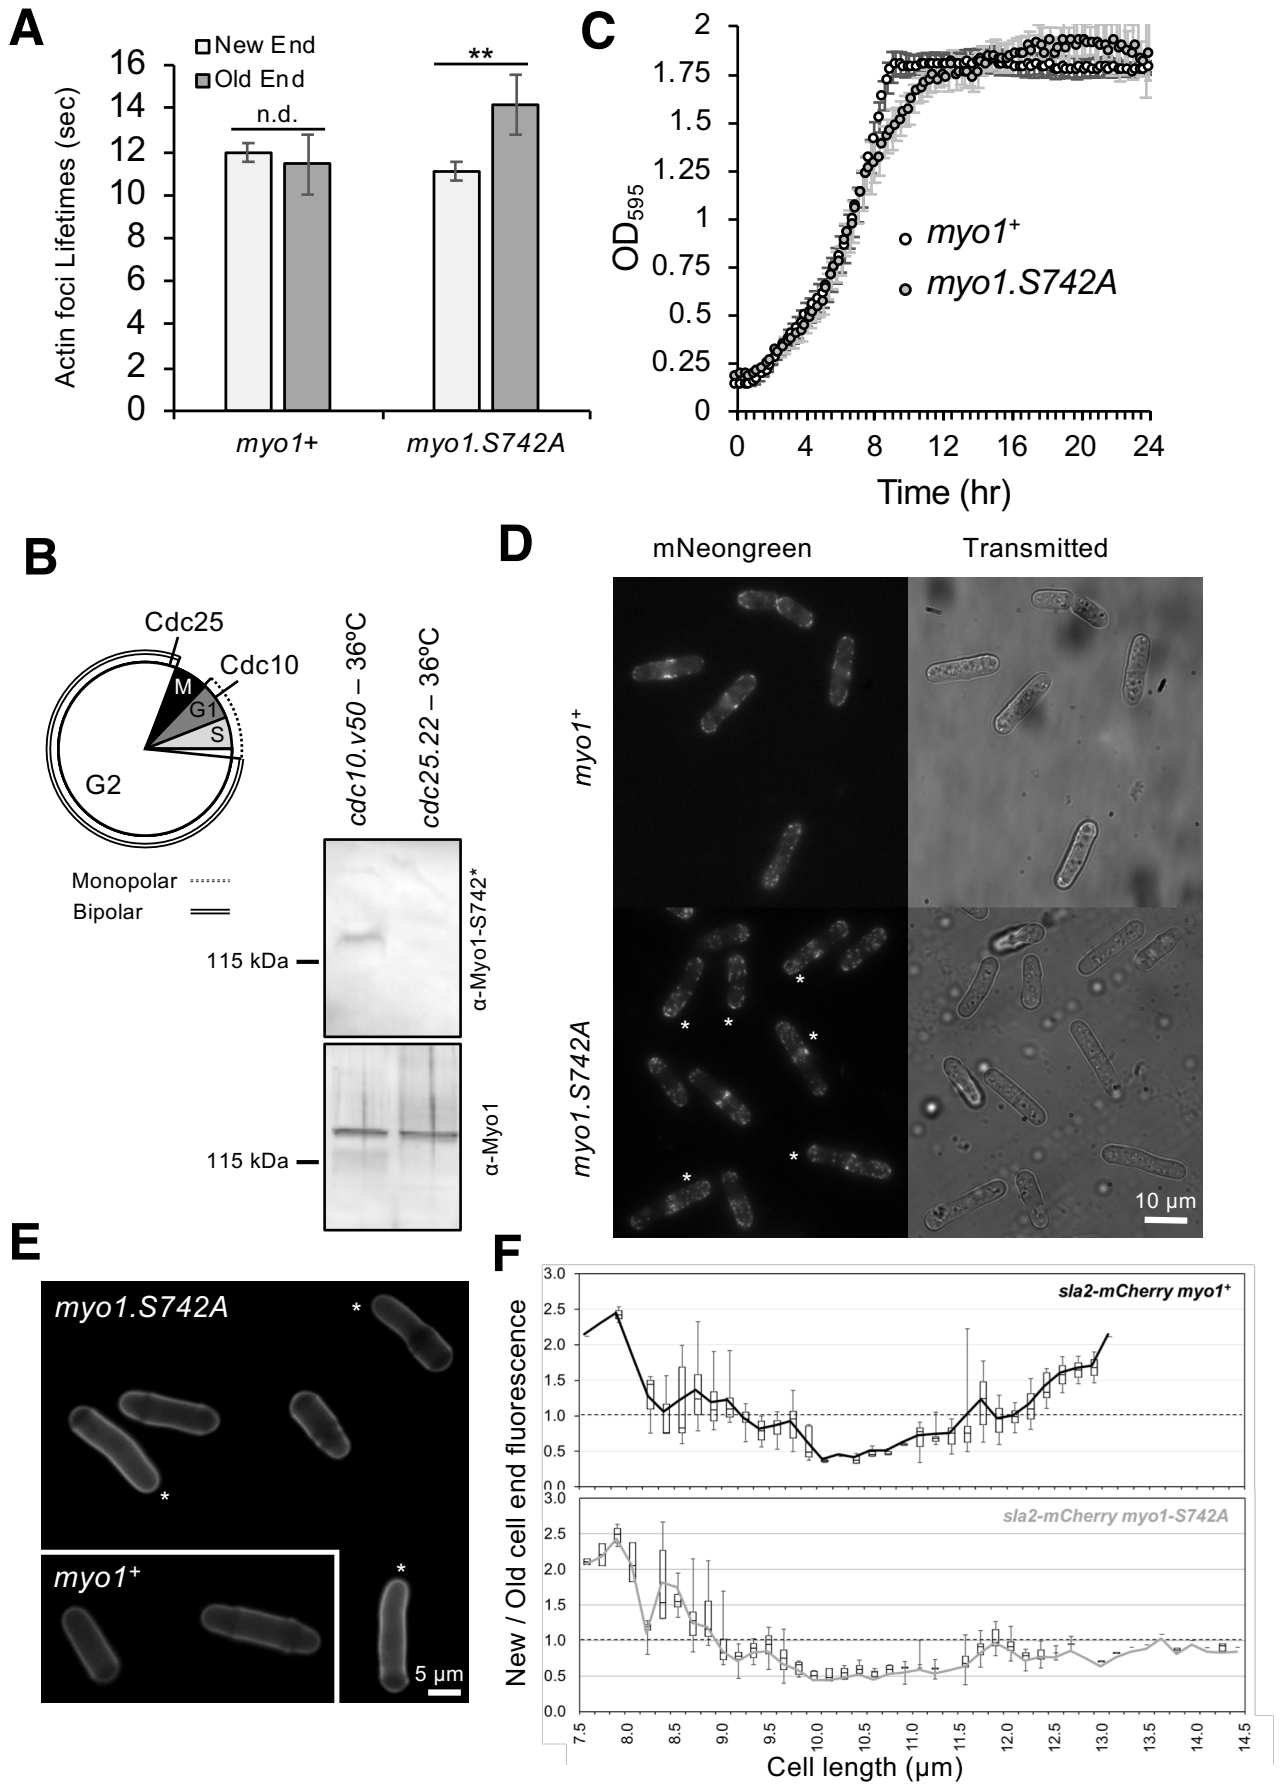 A
New End
Old End
n.d.
**
Actin foci Lifetimes (sec)
16
14
12
10
8
6
4
2
0
myo1+
myo1.S742A
C
2
1.75
1.5
1.25
1
0.75
0.5
0.25
0
OD595
myo1+
myo1.S742A
0 4 8 12 16 20 24
Time (hr)
B
Cdc25
Cdc10
M
G1
S
G2
Monopolar
Bipolar
cdc10.v50 – 36ºC
cdc25.22 – 36ºC
115 kDa
α-Myo1-S742*
115 kDa
α-Myo1
D
mNeongreen
Transmitted
myo1+
myo1.S742A
*
*
*
*
*
*
10 µm
E
myo1.S742A
*
*
myo1+
*
5 µm
F
New / Old cell end fluorescence
3.0
2.5
2.0
1.5
1.0
0.5
0.0
sla2-mCherry myo1+
3.0
2.5
2.0
1.5
1.0
0.5
0.0
sla2-mCherry myo1-S742A
7.5 8.0 8.5 9.0 9.5 10.0 10.5 11.0 11.5 12.0 12.5 13.0 13.5 14.0 14.5
Cell length (µm)